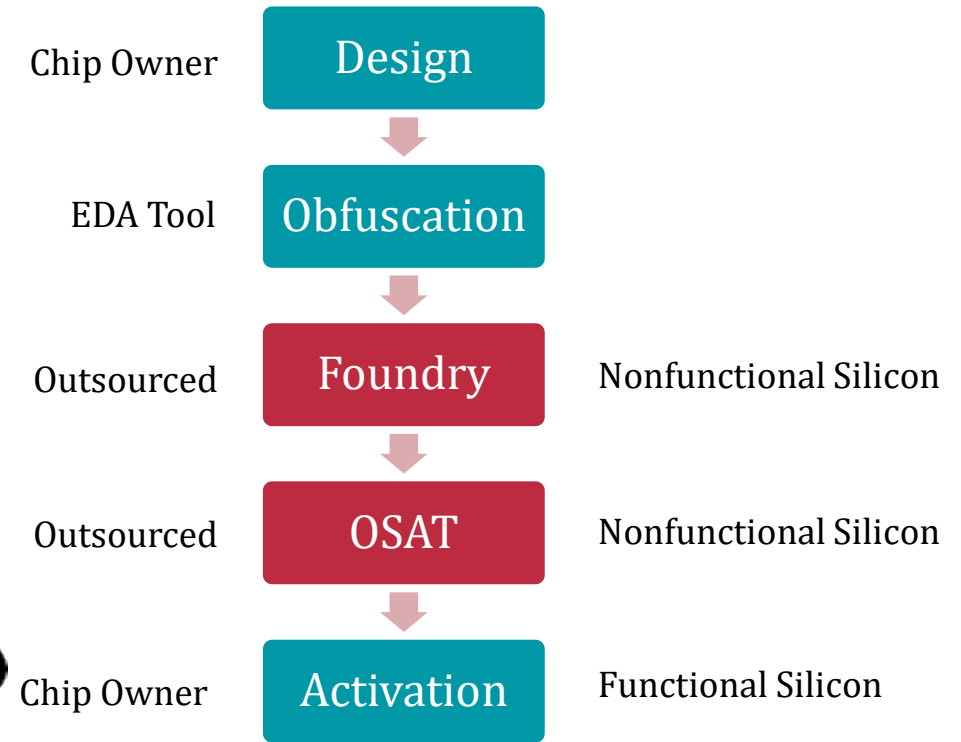 Chip Owner
Design
EDA Tool
Obfuscation
Outsourced
Foundry
Nonfunctional Silicon
Outsourced
OSAT
Nonfunctional Silicon
Chip Owner
Activation
Functional Silicon